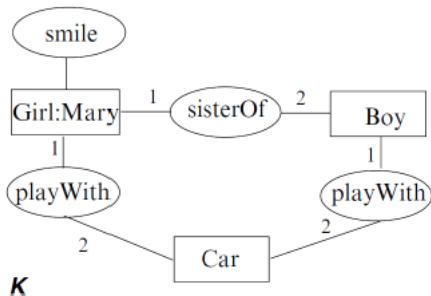 smile
Girl:Mary 1 sisterOf 2 Boy
1 1
playWith playWith
2 2
Car
K